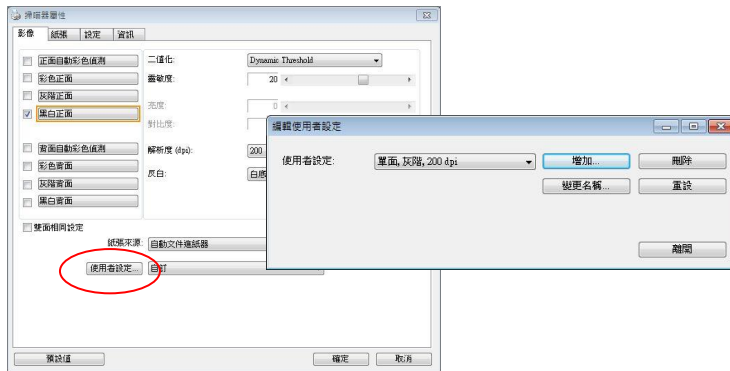 掃瞄器屬性
影像 紙張 設定 資訊
正面自動彩色偵測 二值化: Dynamic Threshold
彩色正面 靈敏度: 20
灰階正面 亮度: 0
黑白正面 對比度:
背面自動彩色偵測 解析度 (dpi): 200
彩色背面 反白:
灰階背面
黑白背面
雙面相同設定
紙張來源: 自動文件進紙器
使用者設定... 自訂
預設值 確定 取消
編輯使用者設定
使用者設定: 單面, 灰階, 200 dpi 增加... 刪除
變更名稱... 重設
離開